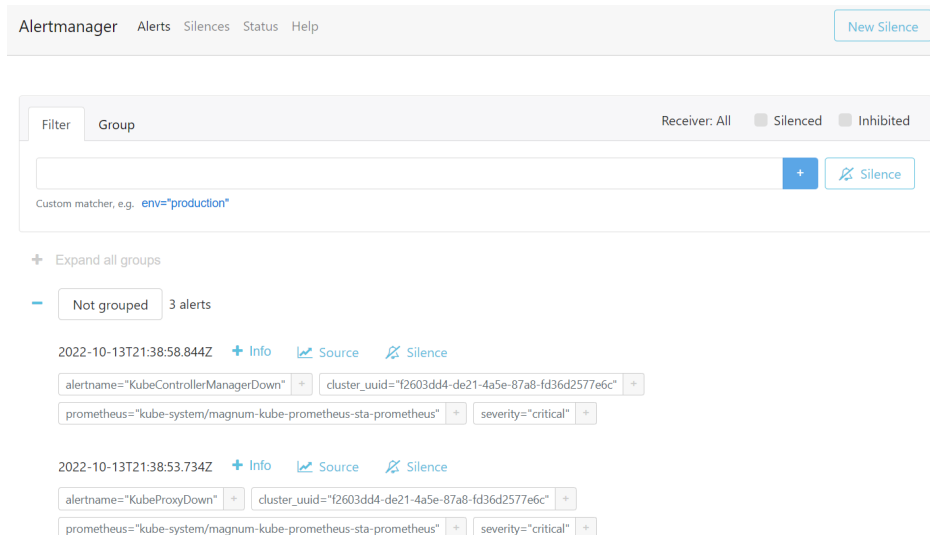 Alertmanager Alerts Silences Status Help New Silence
Filter Group Receiver: All Silenced Inhibited
+ Silence
Custom matcher, e.g. env="production"
+ Expand all groups
− Not grouped 3 alerts
2022-10-13T21:38:58.844Z + Info Source Silence
alertname="KubeControllerManagerDown" + cluster_uuid="f2603dd4-de21-4a5e-87a8-fd36d2577e6c" +
prometheus="kube-system/magnum-kube-prometheus-sta-prometheus" + severity="critical" +
2022-10-13T21:38:53.734Z + Info Source Silence
alertname="KubeProxyDown" + cluster_uuid="f2603dd4-de21-4a5e-87a8-fd36d2577e6c" +
prometheus="kube-system/magnum-kube-prometheus-sta-prometheus" + severity="critical" +